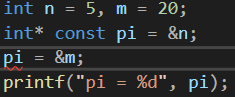 int n = 5, m = 20;
int* const pi = &n;
pi = &m;
printf("pi = %d", pi);